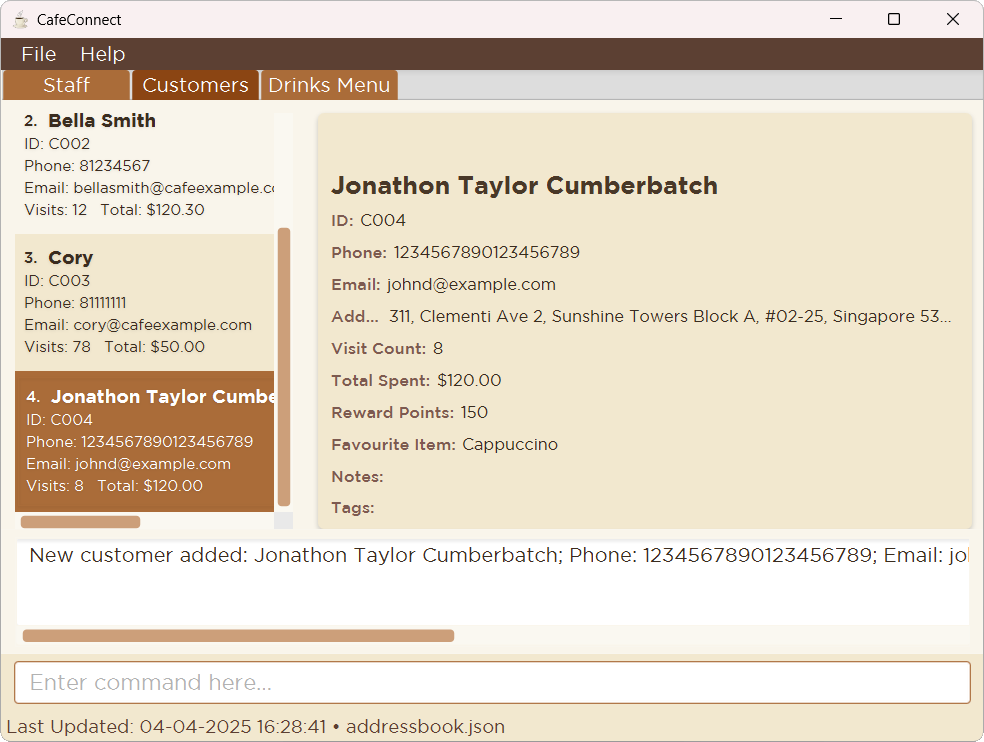 CafeConnect
File Help
Staff Customers Drinks Menu
2. Bella Smith
ID: C002
Phone: 81234567
Email: bellasmith@cafeexample.c
Visits: 12 Total: $120.30
3. Cory
ID: C003
Phone: 81111111
Email: cory@cafeexample.com
Visits: 78 Total: $50.00
4. Jonathon Taylor Cumbe
ID: C004
Phone: 1234567890123456789
Email: johnd@example.com
Visits: 8 Total: $120.00
Jonathon Taylor Cumberbatch
ID: C004
Phone: 1234567890123456789
Email: johnd@example.com
Add... 311, Clementi Ave 2, Sunshine Towers Block A, #02-25, Singapore 53...
Visit Count: 8
Total Spent: $120.00
Reward Points: 150
Favourite Item: Cappuccino
Notes:
Tags:
New customer added: Jonathon Taylor Cumberbatch; Phone: 1234567890123456789; Email: jo
Enter command here...
Last Updated: 04-04-2025 16:28:41 • addressbook.json